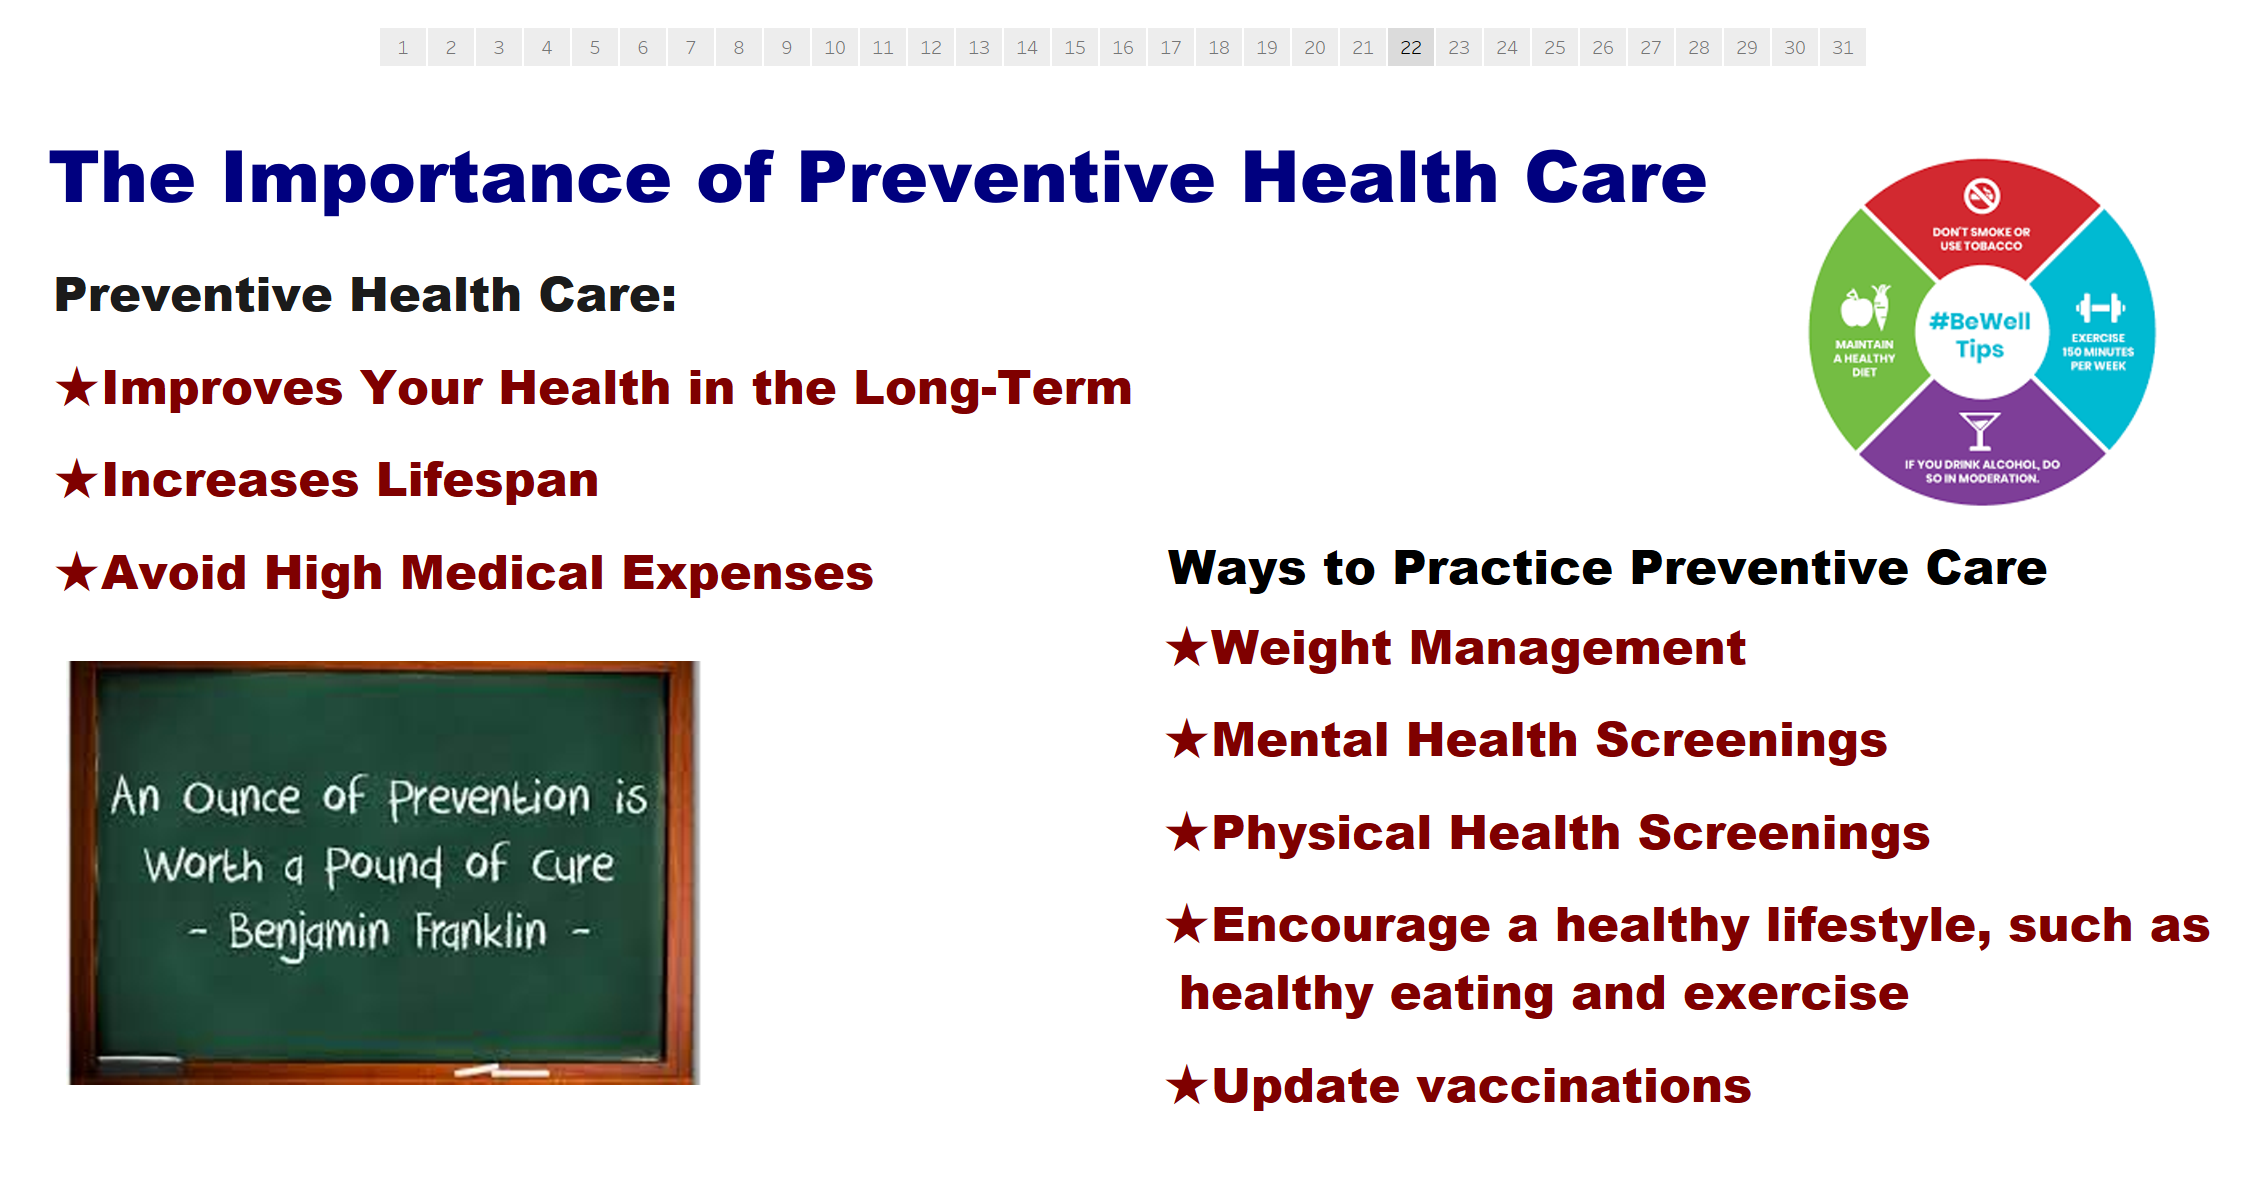 1 2 3 4 5 6 7 8 9 10 11 12 13 14 15 16 17 18 19 20 21 22 23 24 25 26 27 28 29 30 31
The Importance of Preventive Health Care
Preventive Health Care:
★Improves Your Health in the Long-Term
★Increases Lifespan
★Avoid High Medical Expenses
An Ounce of Prevention is
Worth a Pound of Cure
- Benjamin Franklin -
DON'T SMOKE OR
USE TOBACCO
MAINTAIN
A HEALTHY
DIET
#BeWell
Tips
EXERCISE
150 MINUTES
PER WEEK
IF YOU DRINK ALCOHOL, DO
SO IN MODERATION.
Ways to Practice Preventive Care
★Weight Management
★Mental Health Screenings
★Physical Health Screenings
★Encourage a healthy lifestyle, such as
healthy eating and exercise
★Update vaccinations